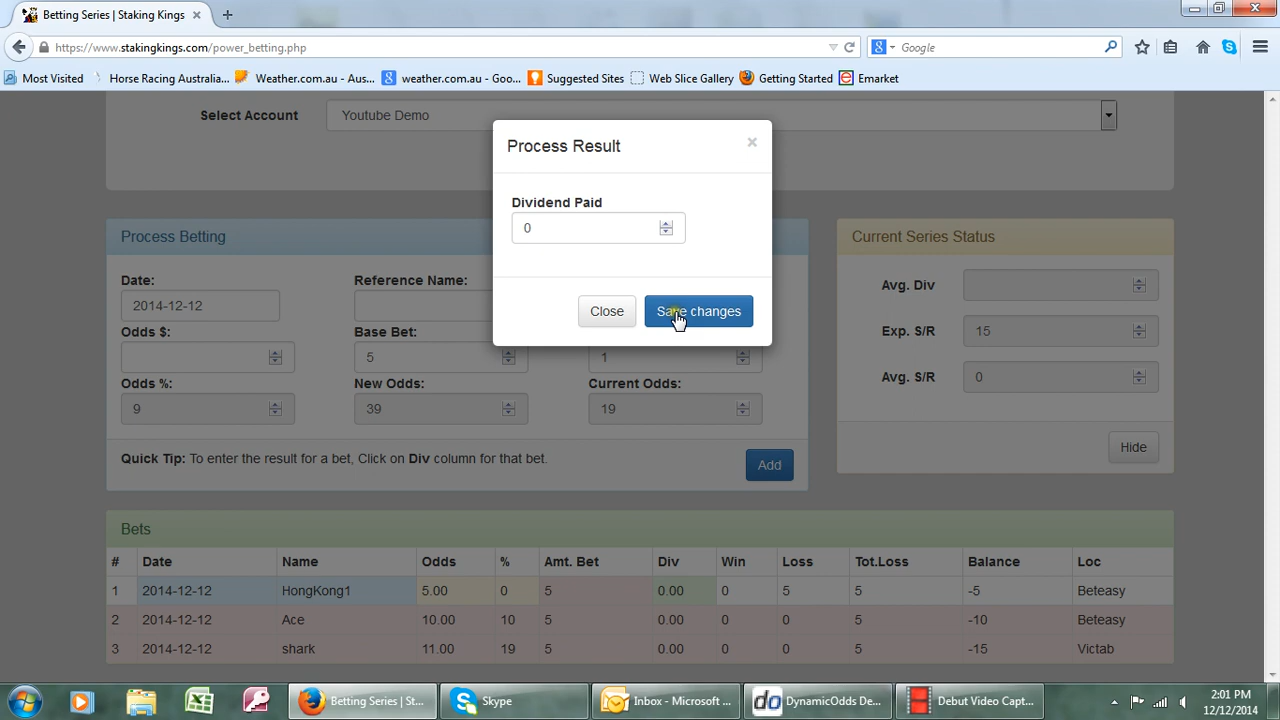 Betting Series | Staking Kings × +
https://www.stakingkings.com/power_betting.php
Google
Most Visited Horse Racing Australia... Weather.com.au - Aus... weather.com.au - Goo... Suggested Sites Web Slice Gallery Getting Started Emarket
Select Account Youtube Demo
Process Result ×
Dividend Paid
0
Close Save changes
Process Betting
Date: Reference Name:
2014-12-12
Odds $: Base Bet:
5 1
Odds %: New Odds: Current Odds:
9 39 19
Quick Tip: To enter the result for a bet, Click on Div column for that bet.
Add
Current Series Status
Avg. Div
Exp. S/R 15
Avg. S/R 0
Hide
Bets
# Date Name Odds % Amt. Bet Div Win Loss Tot.Loss Balance Loc
1 2014-12-12 HongKong1 5.00 0 5 0.00 0 5 5 -5 Beteasy
2 2014-12-12 Ace 10.00 10 5 0.00 0 0 5 -10 Beteasy
3 2014-12-12 shark 11.00 19 5 0.00 0 0 5 -15 Victab
Betting Series | St... Skype Inbox - Microsoft ... DynamicOdds De... Debut Video Capt...
2:01 PM
12/12/2014